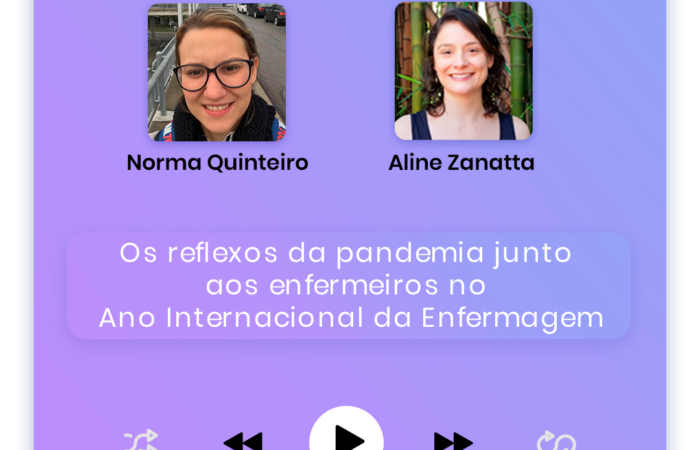 Norma Quinteiro
Aline Zanatta
Os reflexos da pandemia junto
aos enfermeiros no
Ano Internacional da Enfermagem